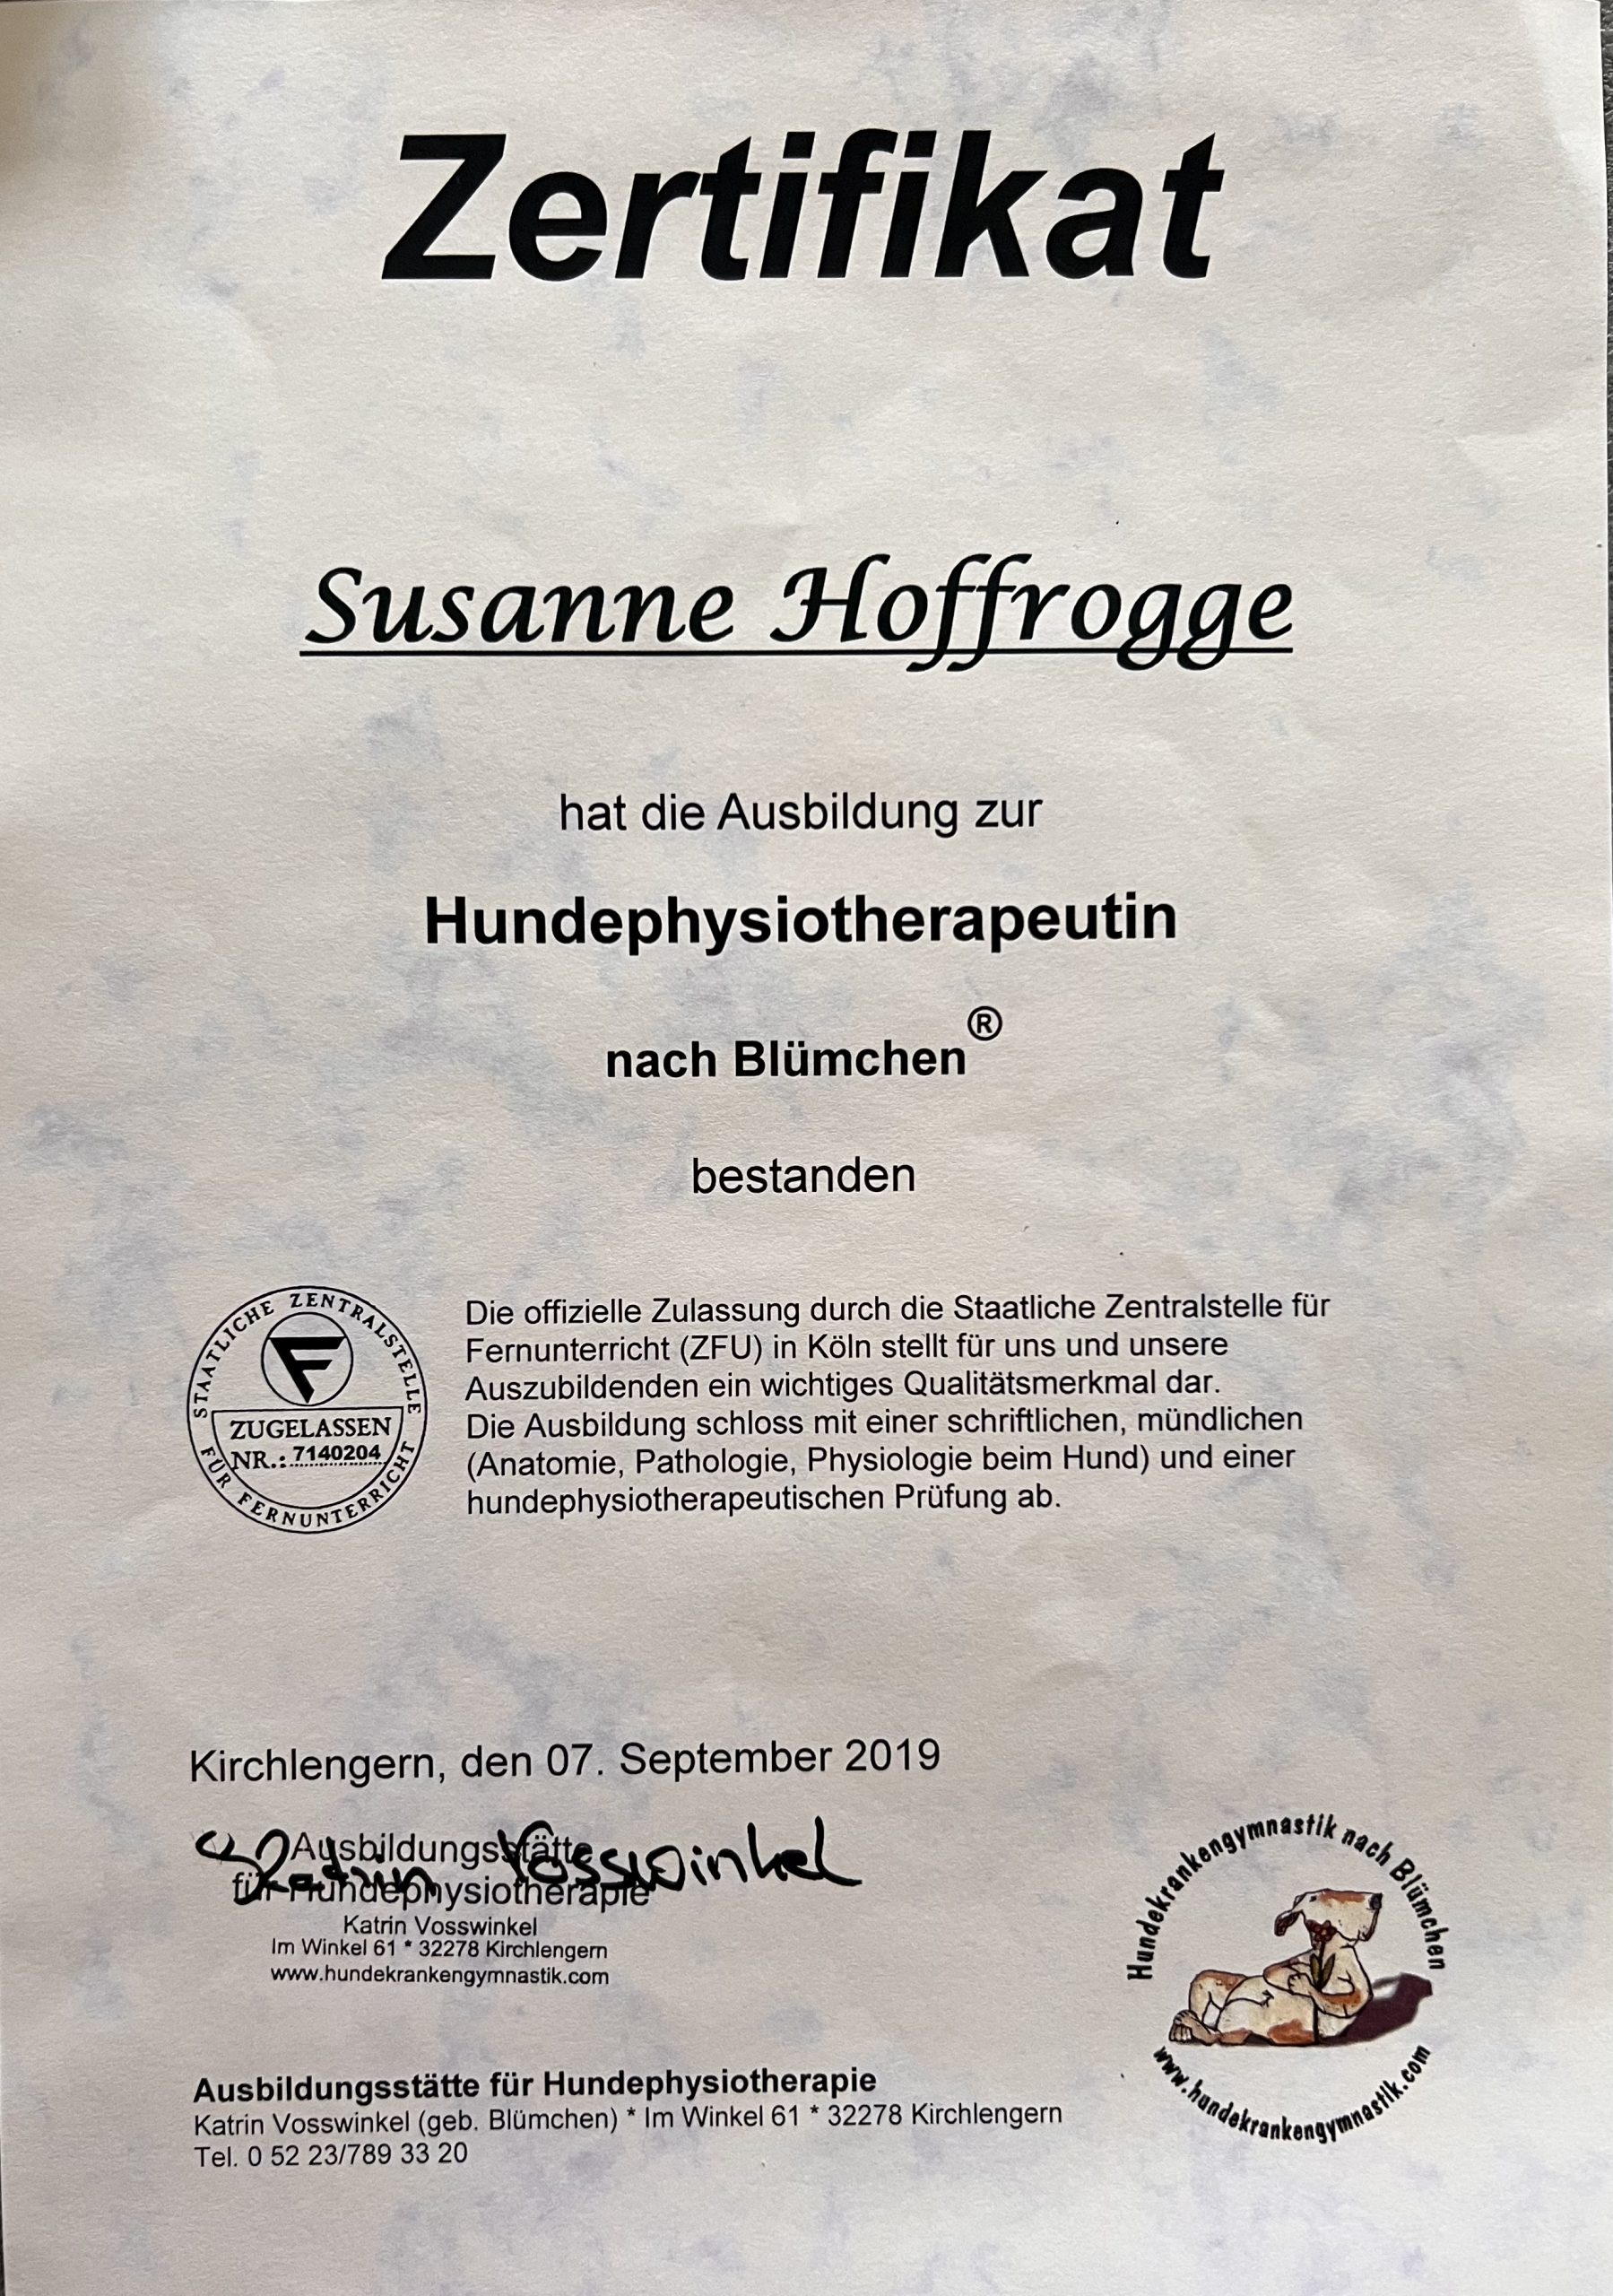 Zertifikat
Susanne Hoffrogge
hat die Ausbildung zur
Hundephysiotherapeutin
nach Blümchen®
bestanden
STAATLICHE ZENTRALSTELLE
FÜR FERNUNTERRICHT
ZUGELASSEN
NR.: 7140204
Die offizielle Zulassung durch die Staatliche Zentralstelle für
Fernunterricht (ZFU) in Köln stellt für uns und unsere
Auszubildenden ein wichtiges Qualitätsmerkmal dar.
Die Ausbildung schloss mit einer schriftlichen, mündlichen
(Anatomie, Pathologie, Physiologie beim Hund) und einer
hundephysiotherapeutischen Prüfung ab.
Kirchlengern, den 07. September 2019
Katrin Vosswinkel
Ausbildungsstätte
für Hundephysiotherapie
Katrin Vosswinkel
Im Winkel 61 * 32278 Kirchlengern
www.hundekrankengymnastik.com
Hundekrankengymnastik nach Blümchen
www.hundekrankengymnastik.com
Ausbildungsstätte für Hundephysiotherapie
Katrin Vosswinkel (geb. Blümchen) * Im Winkel 61 * 32278 Kirchlengern
Tel. 0 52 23/789 33 20